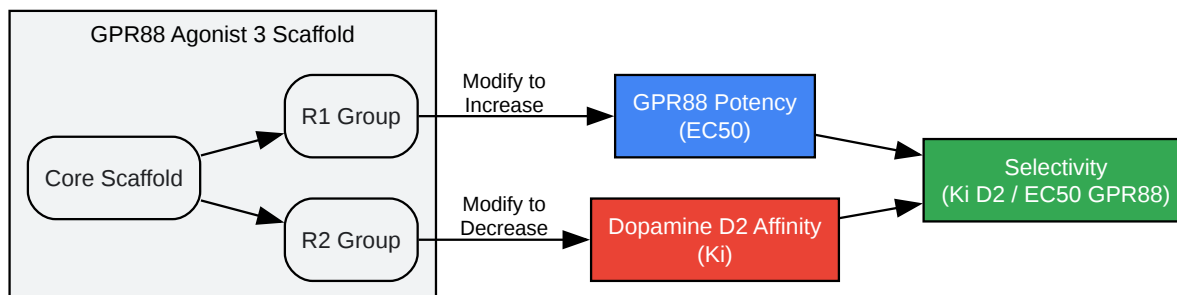 GPR88 Agonist 3 Scaffold
Core Scaffold
R1 Group
R2 Group
Modify to
Increase
Modify to
Decrease
GPR88 Potency
(EC50)
Dopamine D2 Affinity
(Ki)
Selectivity
(Ki D2 / EC50 GPR88)